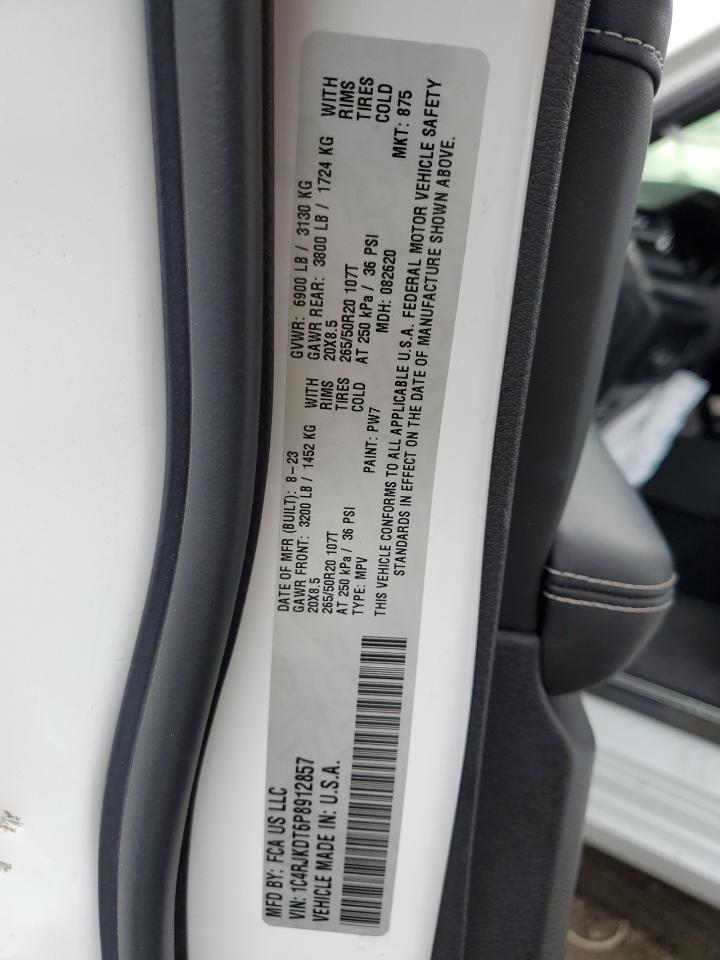 MFD BY: FCA US LLC
VIN: 1C4RJKDT6P8912857
VEHICLE MADE IN: U.S.A.
DATE OF MFR (BUILT): 8-23
GAWR FRONT: 3200 LB / 1452 KG WITH
20X8.5 RIMS
265/50R20 107T TIRES
AT 250 kPa / 36 PSI COLD
TYPE: MPV PAINT: PW7
GVWR: 6900 LB / 3130 KG
GAWR REAR: 3800 LB / 1724 KG WITH
20X8.5 RIMS
265/50R20 107T TIRES
AT 250 kPa / 36 PSI COLD
MDH: 082620 MKT: 875
THIS VEHICLE CONFORMS TO ALL APPLICABLE U.S.A. FEDERAL MOTOR VEHICLE SAFETY
STANDARDS IN EFFECT ON THE DATE OF MANUFACTURE SHOWN ABOVE.